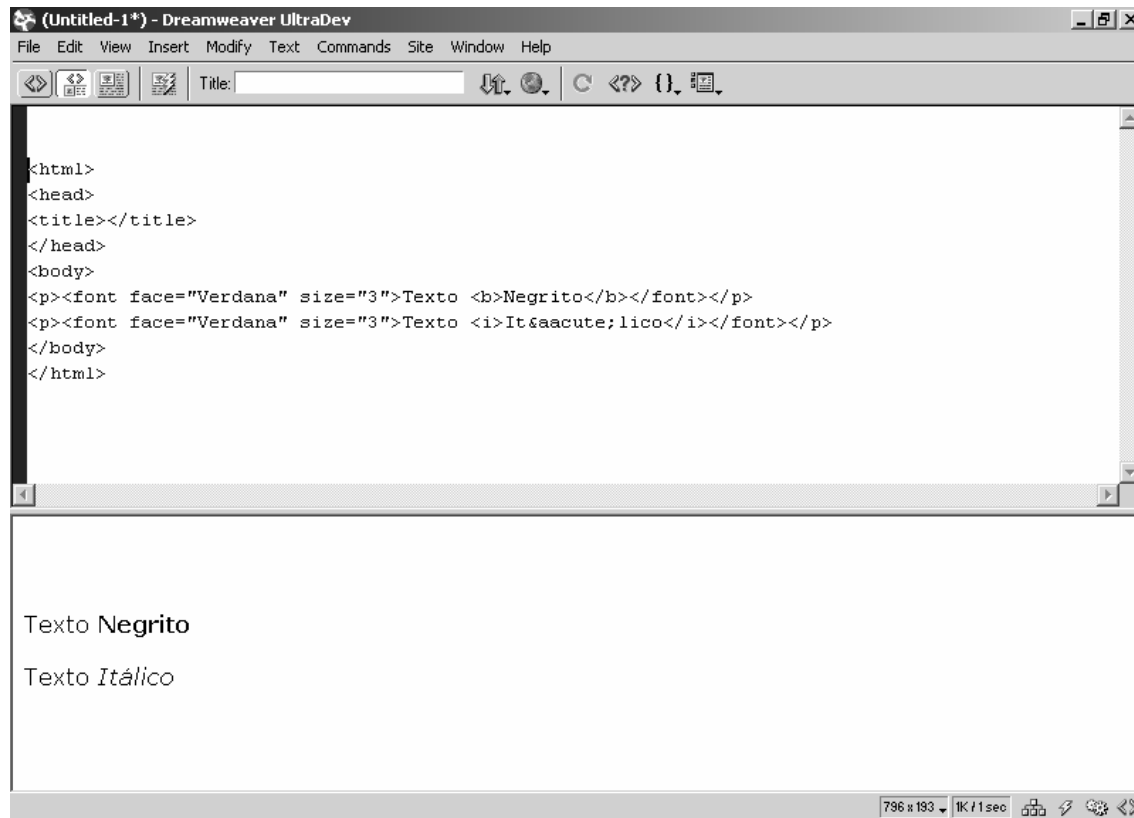 (Untitled-1*) - Dreamweaver UltraDev
File Edit View Insert Modify Text Commands Site Window Help
Title:
<html>
<head>
<title></title>
</head>
<body>
<p><font face="Verdana" size="3">Texto <b>Negrito</b></font></p>
<p><font face="Verdana" size="3">Texto <i>It&aacute;lico</i></font></p>
</body>
</html>
Texto Negrito
Texto Itálico
796 x 193 1K / 1 sec